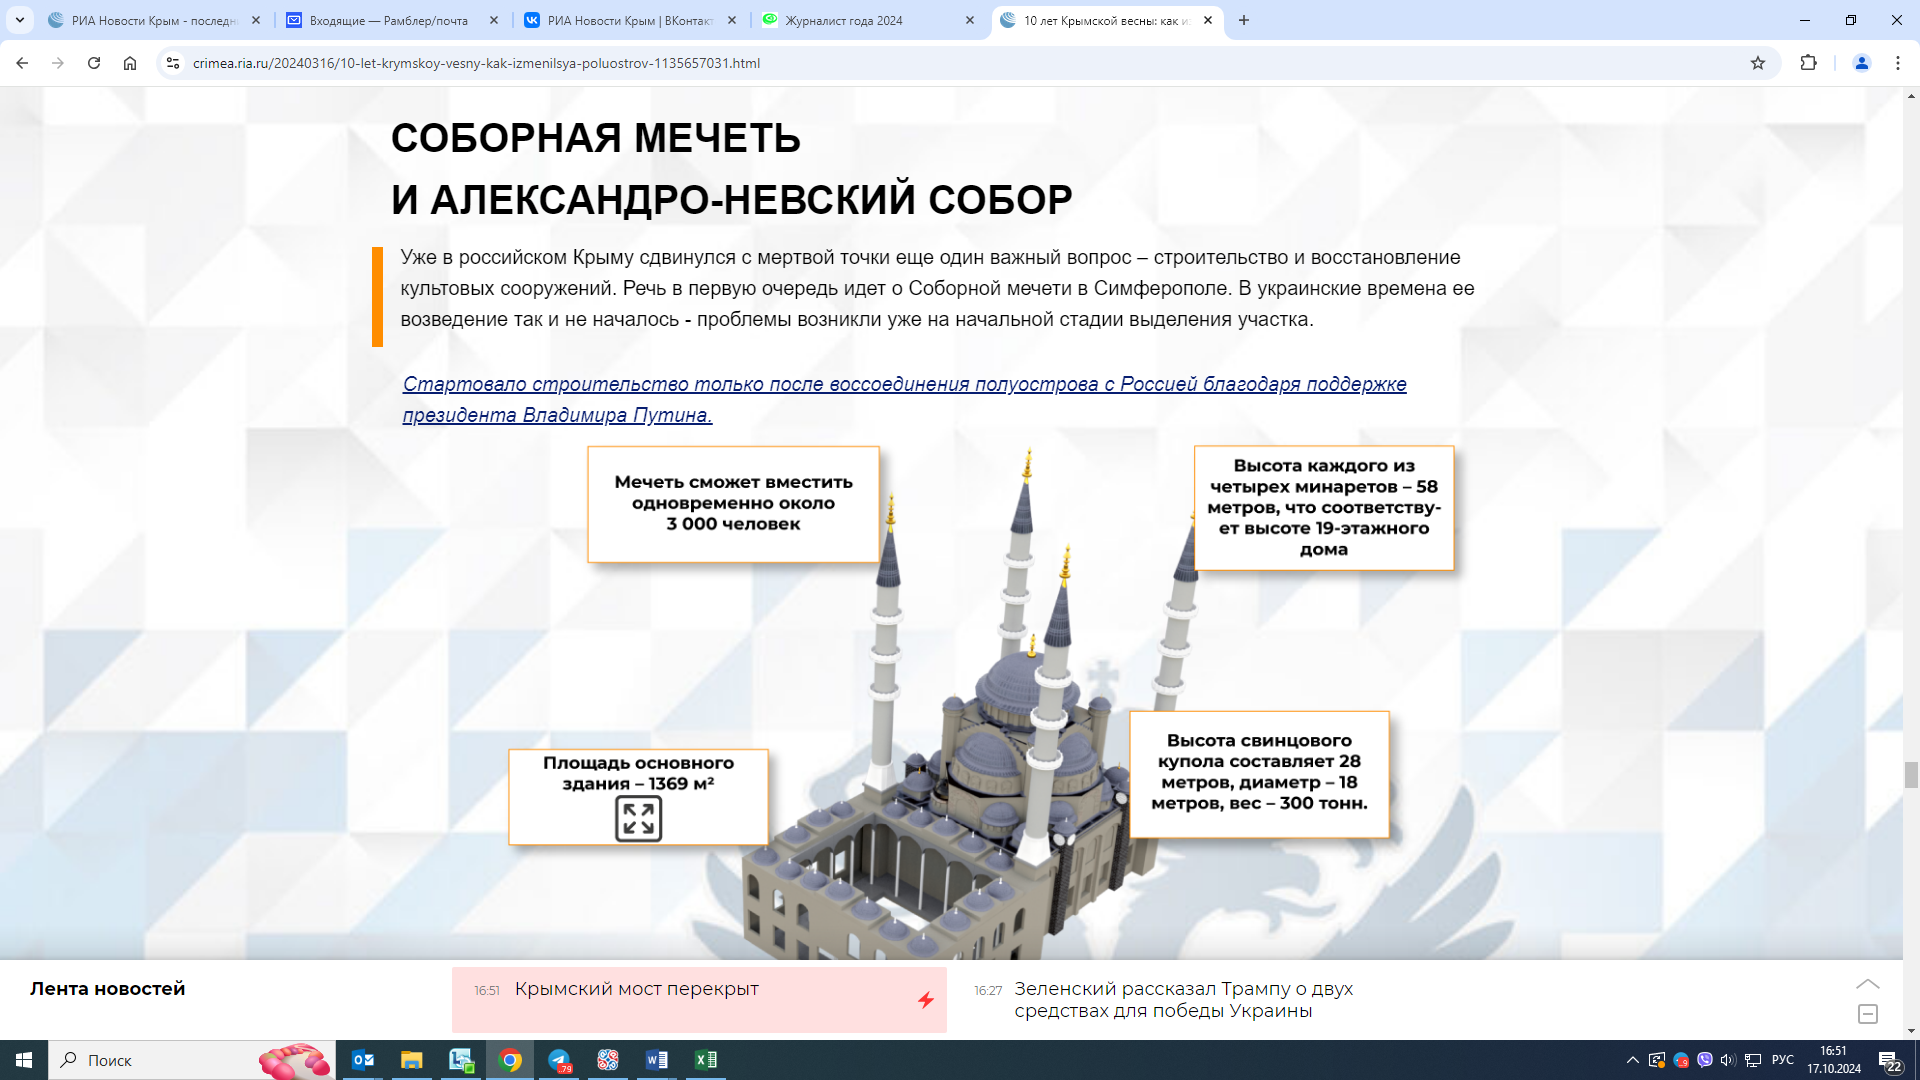 РИА Новости Крым - последн
Входящие — Рамблер/почта
РИА Новости Крым | ВКонтакт
Журналист года 2024
10 лет Крымской весны: как из
crimea.ria.ru/20240316/10-let-krymskoy-vesny-kak-izmenilsya-poluostrov-1135657031.html
СОБОРНАЯ МЕЧЕТЬ
И АЛЕКСАНДРО-НЕВСКИЙ СОБОР
Уже в российском Крыму сдвинулся с мертвой точки еще один важный вопрос – строительство и восстановление
культовых сооружений. Речь в первую очередь идет о Соборной мечети в Симферополе. В украинские времена ее
возведение так и не началось - проблемы возникли уже на начальной стадии выделения участка.
Стартовало строительство только после воссоединения полуострова с Россией благодаря поддержке
президента Владимира Путина.
Мечеть сможет вместить
одновременно около
3 000 человек
Высота каждого из
четырех минаретов – 58
метров, что соответству-
ет высоте 19-этажного
дома
Площадь основного
здания – 1369 м²
Высота свинцового
купола составляет 28
метров, диаметр – 18
метров, вес – 300 тонн.
Лента новостей
16:51 Крымский мост перекрыт
16:27 Зеленский рассказал Трампу о двух
средствах для победы Украины
Поиск
РУС
16:51
17.10.2024
22